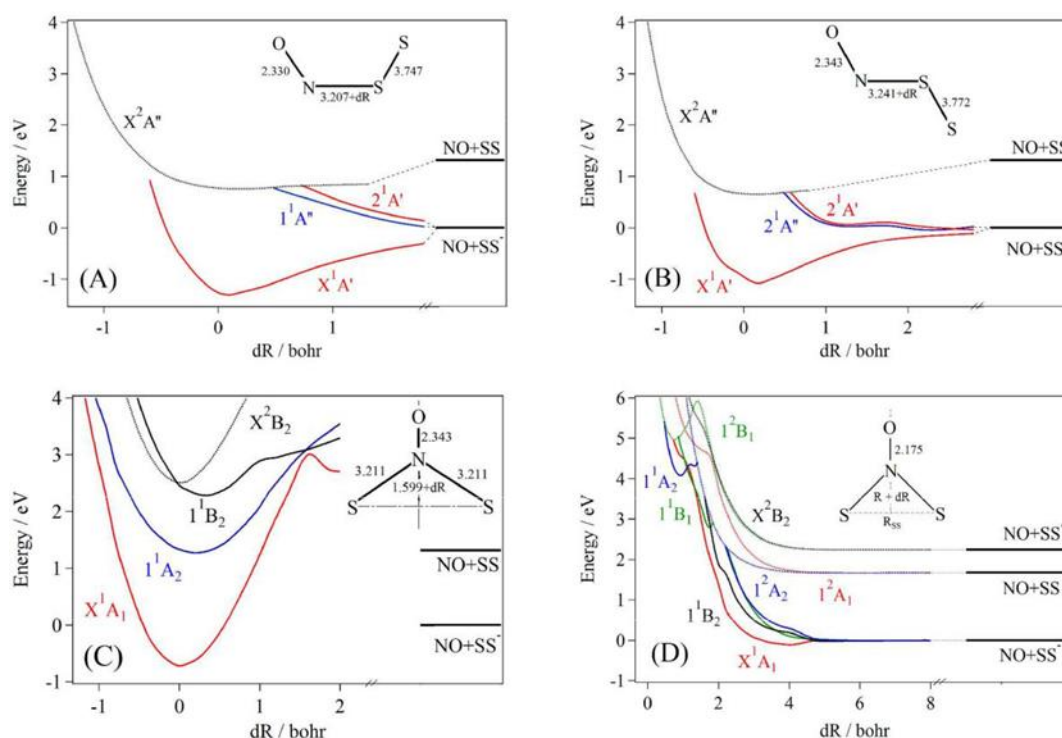 4
3
2
1
0
-1
Energy / eV
X²A"
O
2.330
N
3.207+dR
S
3.747
S
2¹A'
1¹A"
X¹A'
NO+SS
NO+SS⁻
(A)
-1
0
1
dR / bohr
4
3
2
1
0
-1
Energy / eV
X²A"
O
2.343
N
3.241+dR
S
3.772
S
2¹A'
2¹A"
X¹A'
NO+SS
NO+SS⁻
(B)
-1
0
1
2
dR / bohr
4
3
2
1
0
-1
Energy / eV
X²B₂
1¹B₂
1¹A₂
X¹A₁
O
2.343
N
3.211
3.211
1.599+dR
S
S
NO+SS
NO+SS⁻
(C)
-1
0
1
2
dR / bohr
6
5
4
3
2
1
0
-1
Energy / eV
1²B₁
1¹A₂
1¹B₁
X²B₂
1²A₂
1²A₁
1¹B₂
X¹A₁
O
2.175
N
R + dR
S
S
R_SS
NO+SS
NO+SS
NO+SS⁻
(D)
0
2
4
6
8
dR / bohr